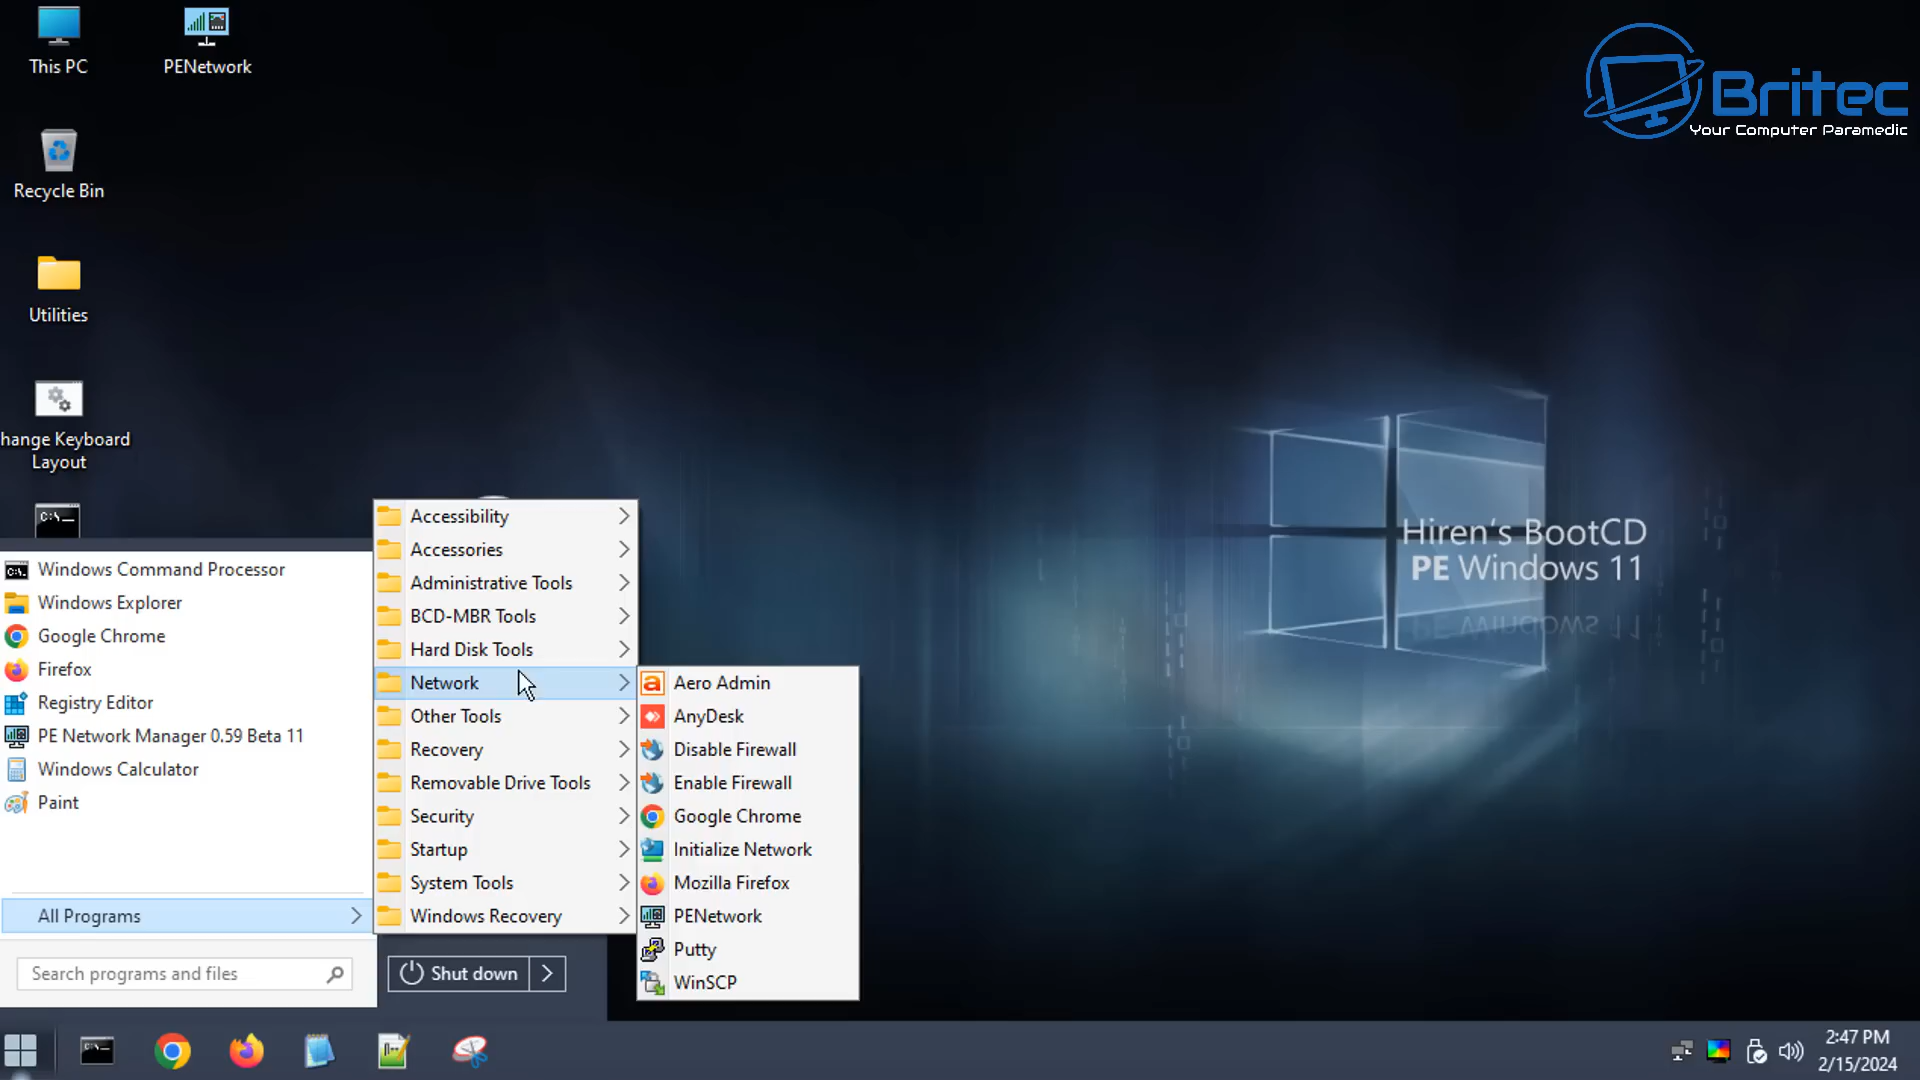 This PC
PENetwork
Britec
Your Computer Paramedic
Recycle Bin
Utilities
hange Keyboard
Layout
C:\._
Hiren's BootCD
PE Windows 11
PE Windows 11
Windows Command Processor
Windows Explorer
Google Chrome
Firefox
Registry Editor
PE Network Manager 0.59 Beta 11
Windows Calculator
Paint
All Programs
Search programs and files
Accessibility
Accessories
Administrative Tools
BCD-MBR Tools
Hard Disk Tools
Network
Other Tools
Recovery
Removable Drive Tools
Security
Startup
System Tools
Windows Recovery
Shut down
Aero Admin
AnyDesk
Disable Firewall
Enable Firewall
Google Chrome
Initialize Network
Mozilla Firefox
PENetwork
Putty
WinSCP
2:47 PM
2/15/2024